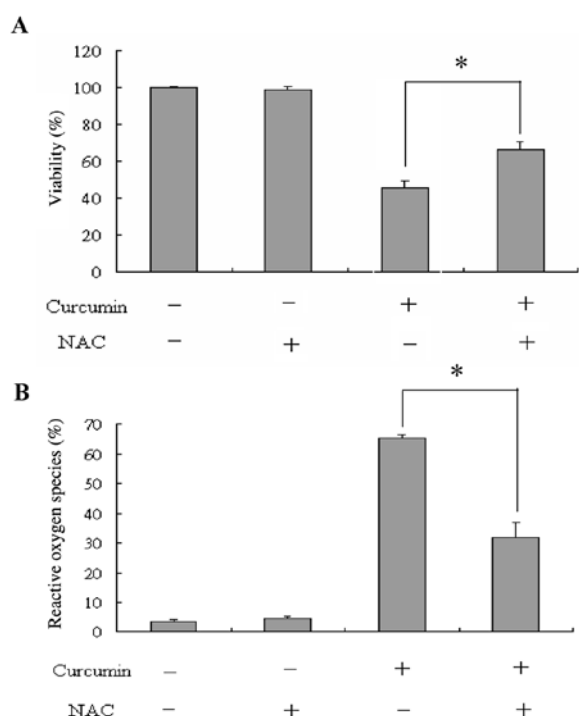 A
120
100
80
60
40
20
0
Viability (%)
*
Curcumin – – + +
NAC – + – +
B
70
60
50
40
30
20
10
0
Reactive oxygen species (%)
*
Curcumin – – + +
NAC – + – +